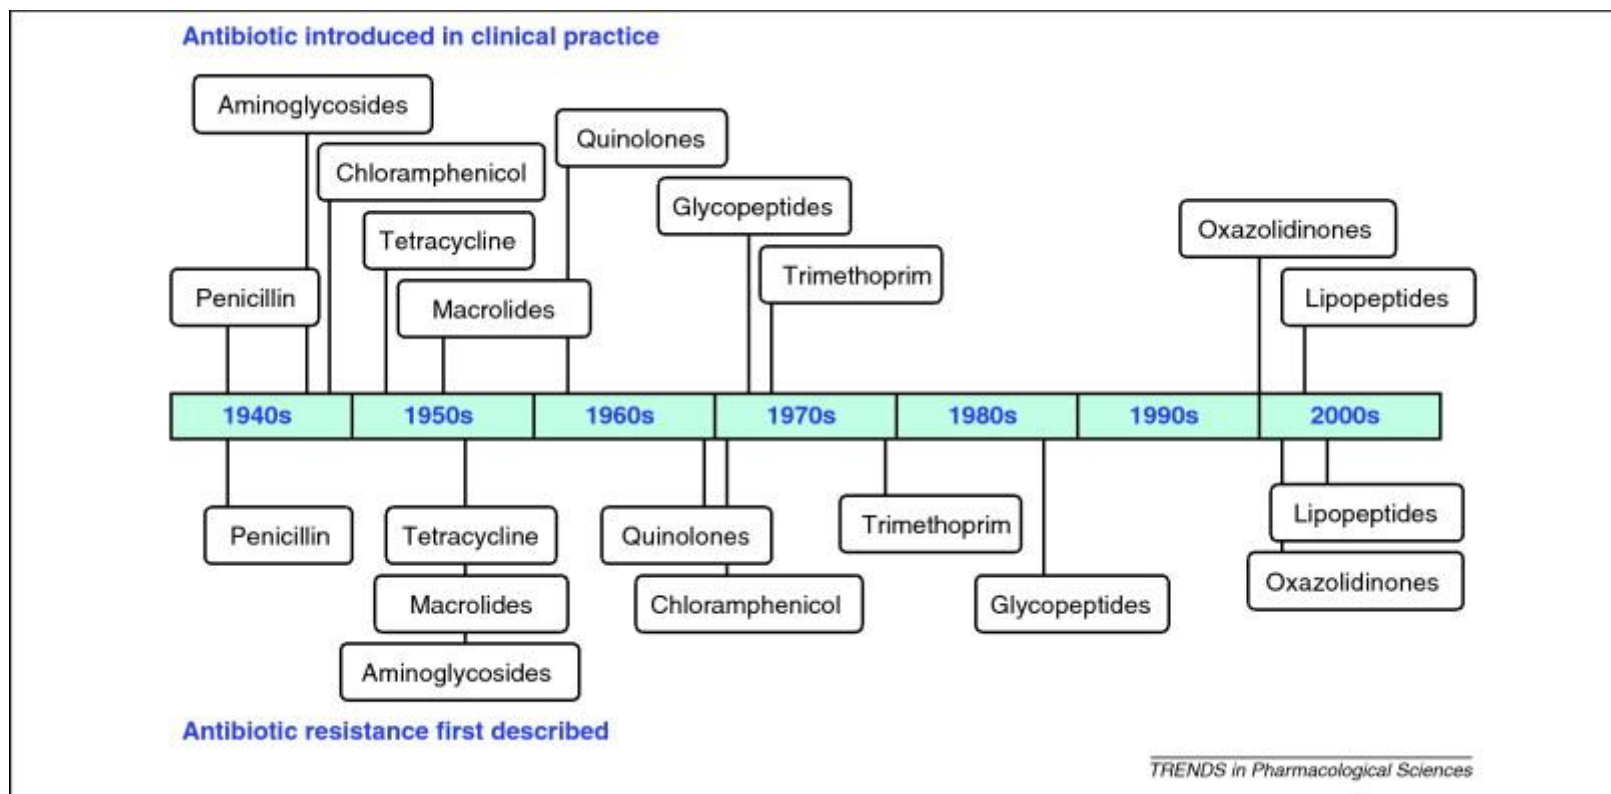 Antibiotic introduced in clinical practice
Aminoglycosides
Quinolones
Chloramphenicol
Glycopeptides
Oxazolidinones
Tetracycline
Trimethoprim
Penicillin
Lipopeptides
Macrolides
1940s 1950s 1960s 1970s 1980s 1990s 2000s
Lipopeptides
Trimethoprim
Penicillin
Tetracycline
Quinolones
Oxazolidinones
Macrolides
Chloramphenicol
Glycopeptides
Aminoglycosides
Antibiotic resistance first described
TRENDS in Pharmacological Sciences